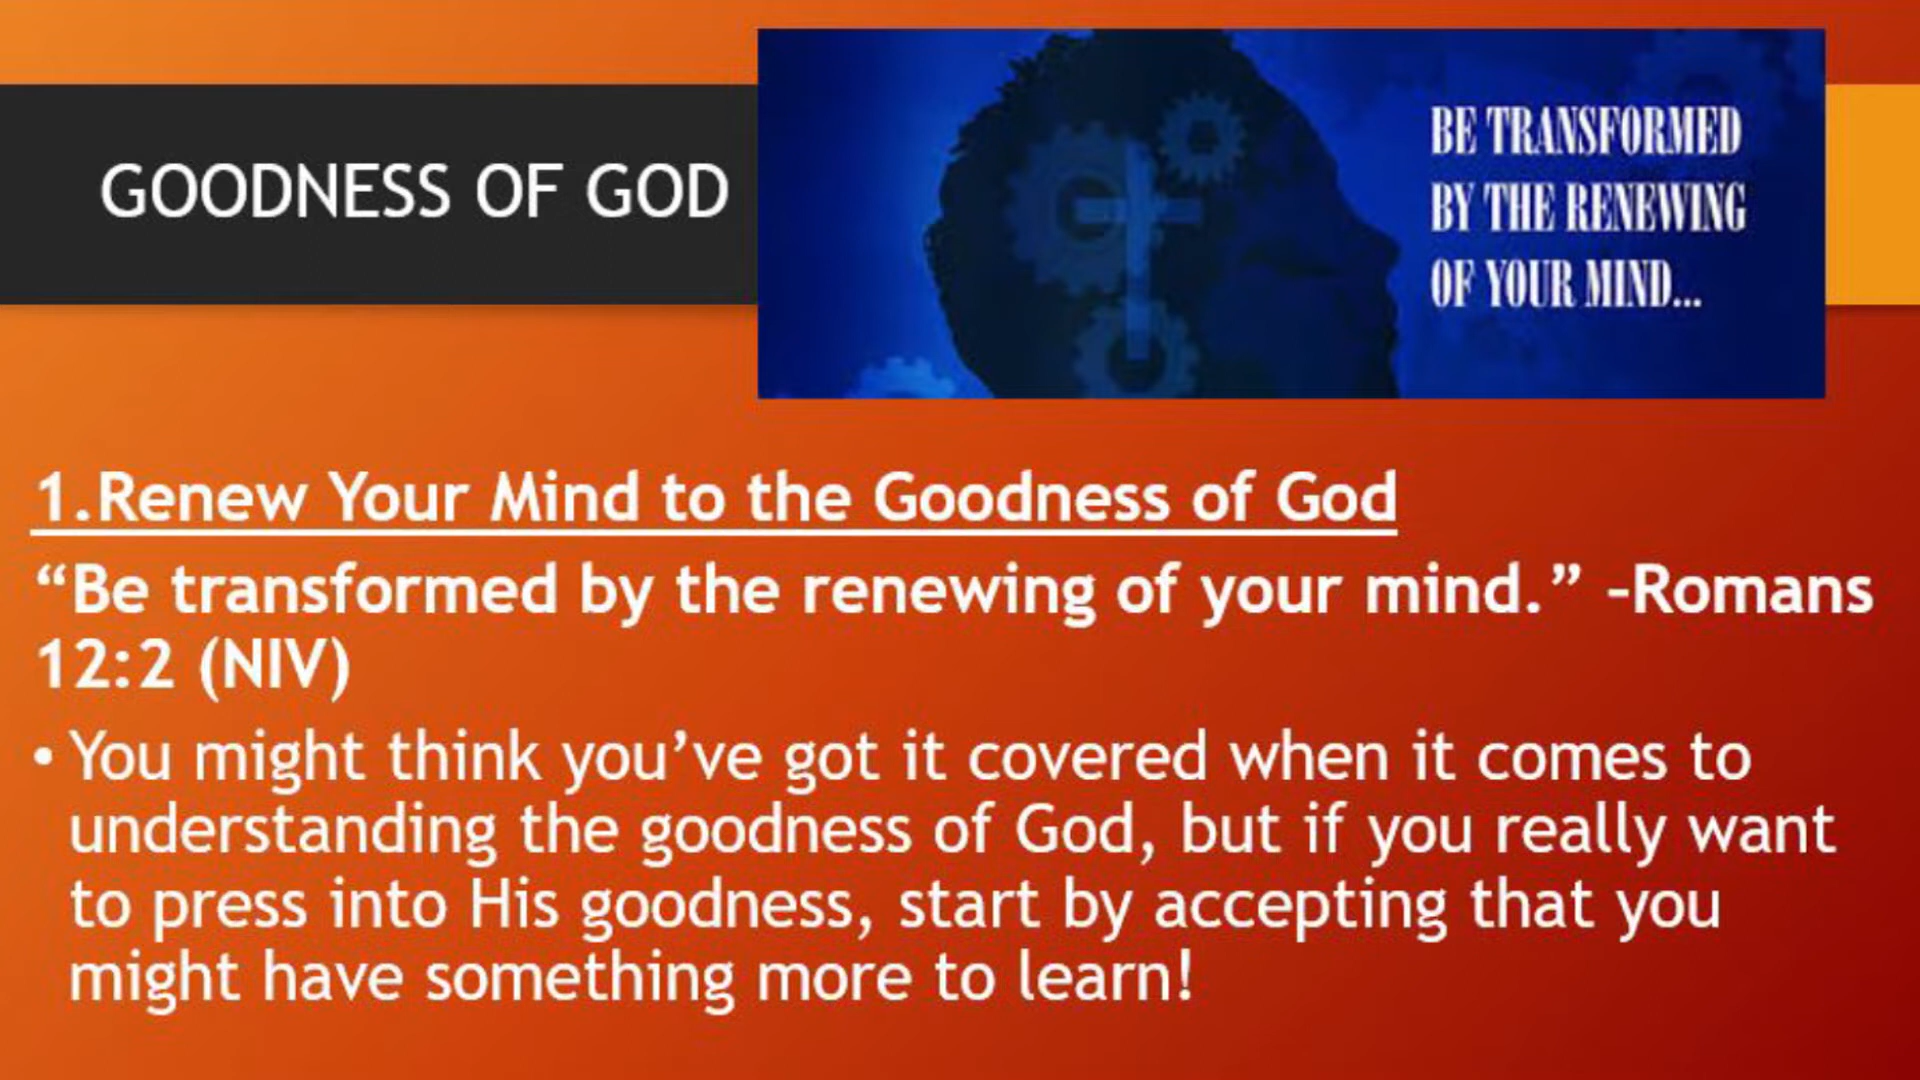 GOODNESS OF GOD
BE TRANSFORMED
BY THE RENEWING
OF YOUR MIND...
1.Renew Your Mind to the Goodness of God
“Be transformed by the renewing of your mind.” –Romans
12:2 (NIV)
• You might think you’ve got it covered when it comes to
understanding the goodness of God, but if you really want
to press into His goodness, start by accepting that you
might have something more to learn!